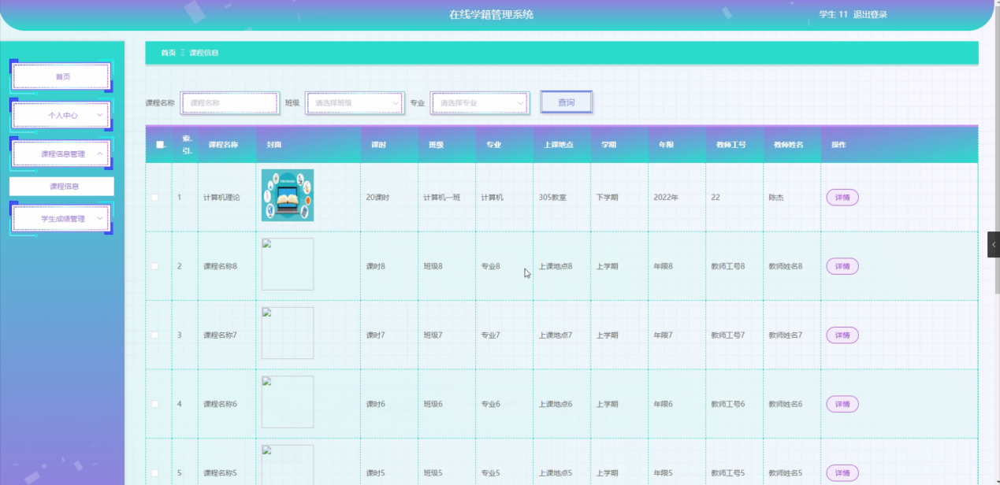 在线学籍管理系统
学生 11 退出登录
首页
个人中心
课程信息管理
课程信息
学生成绩管理
首页 课程信息
课程名称 课程名称 班级 请选择班级 专业 请选择专业 查询
索引 课程名称 封面 课时 班级 专业 上课地点 学期 年限 教师工号 教师姓名 操作
1 计算机理论 20课时 计算机一班 计算机 305教室 下学期 2022年 22 陈杰 详情
2 课程名称8 课时8 班级8 专业8 上课地点8 上学期 年限8 教师工号8 教师姓名8 详情
3 课程名称7 课时7 班级7 专业7 上课地点7 上学期 年限7 教师工号7 教师姓名7 详情
4 课程名称6 课时6 班级6 专业6 上课地点6 上学期 年限6 教师工号6 教师姓名6 详情
5 课程名称5 课时5 班级5 专业5 上课地点5 上学期 年限5 教师工号5 教师姓名5 详情